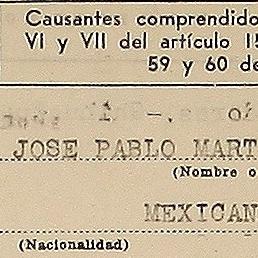 Causantes comprendido
VI y VII del artículo 15
59 y 60 de
JOSE PABLO MART
(Nombre o
MEXICAN
(Nacionalidad)